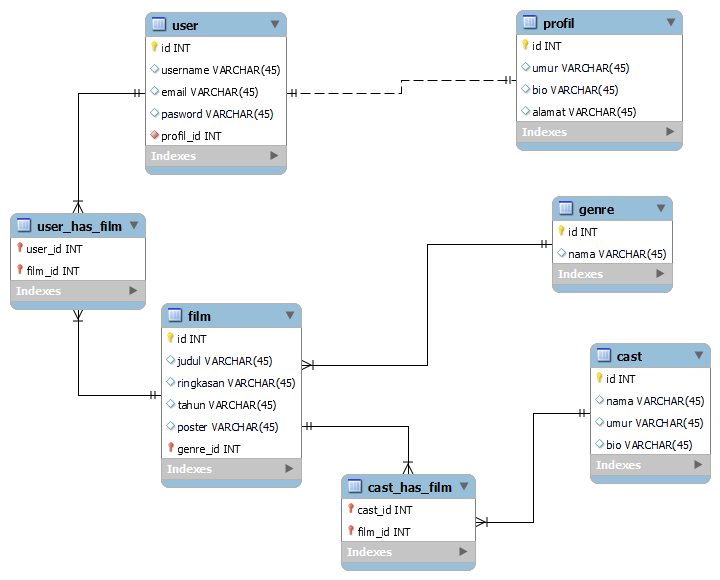 user
id INT
username VARCHAR(45)
email VARCHAR(45)
pasword VARCHAR(45)
profil_id INT
Indexes
profil
id INT
umur VARCHAR(45)
bio VARCHAR(45)
alamat VARCHAR(45)
Indexes
user_has_film
user_id INT
film_id INT
Indexes
genre
id INT
nama VARCHAR(45)
Indexes
film
id INT
judul VARCHAR(45)
ringkasan VARCHAR(45)
tahun VARCHAR(45)
poster VARCHAR(45)
genre_id INT
Indexes
cast
id INT
nama VARCHAR(45)
umur VARCHAR(45)
bio VARCHAR(45)
Indexes
cast_has_film
cast_id INT
film_id INT
Indexes